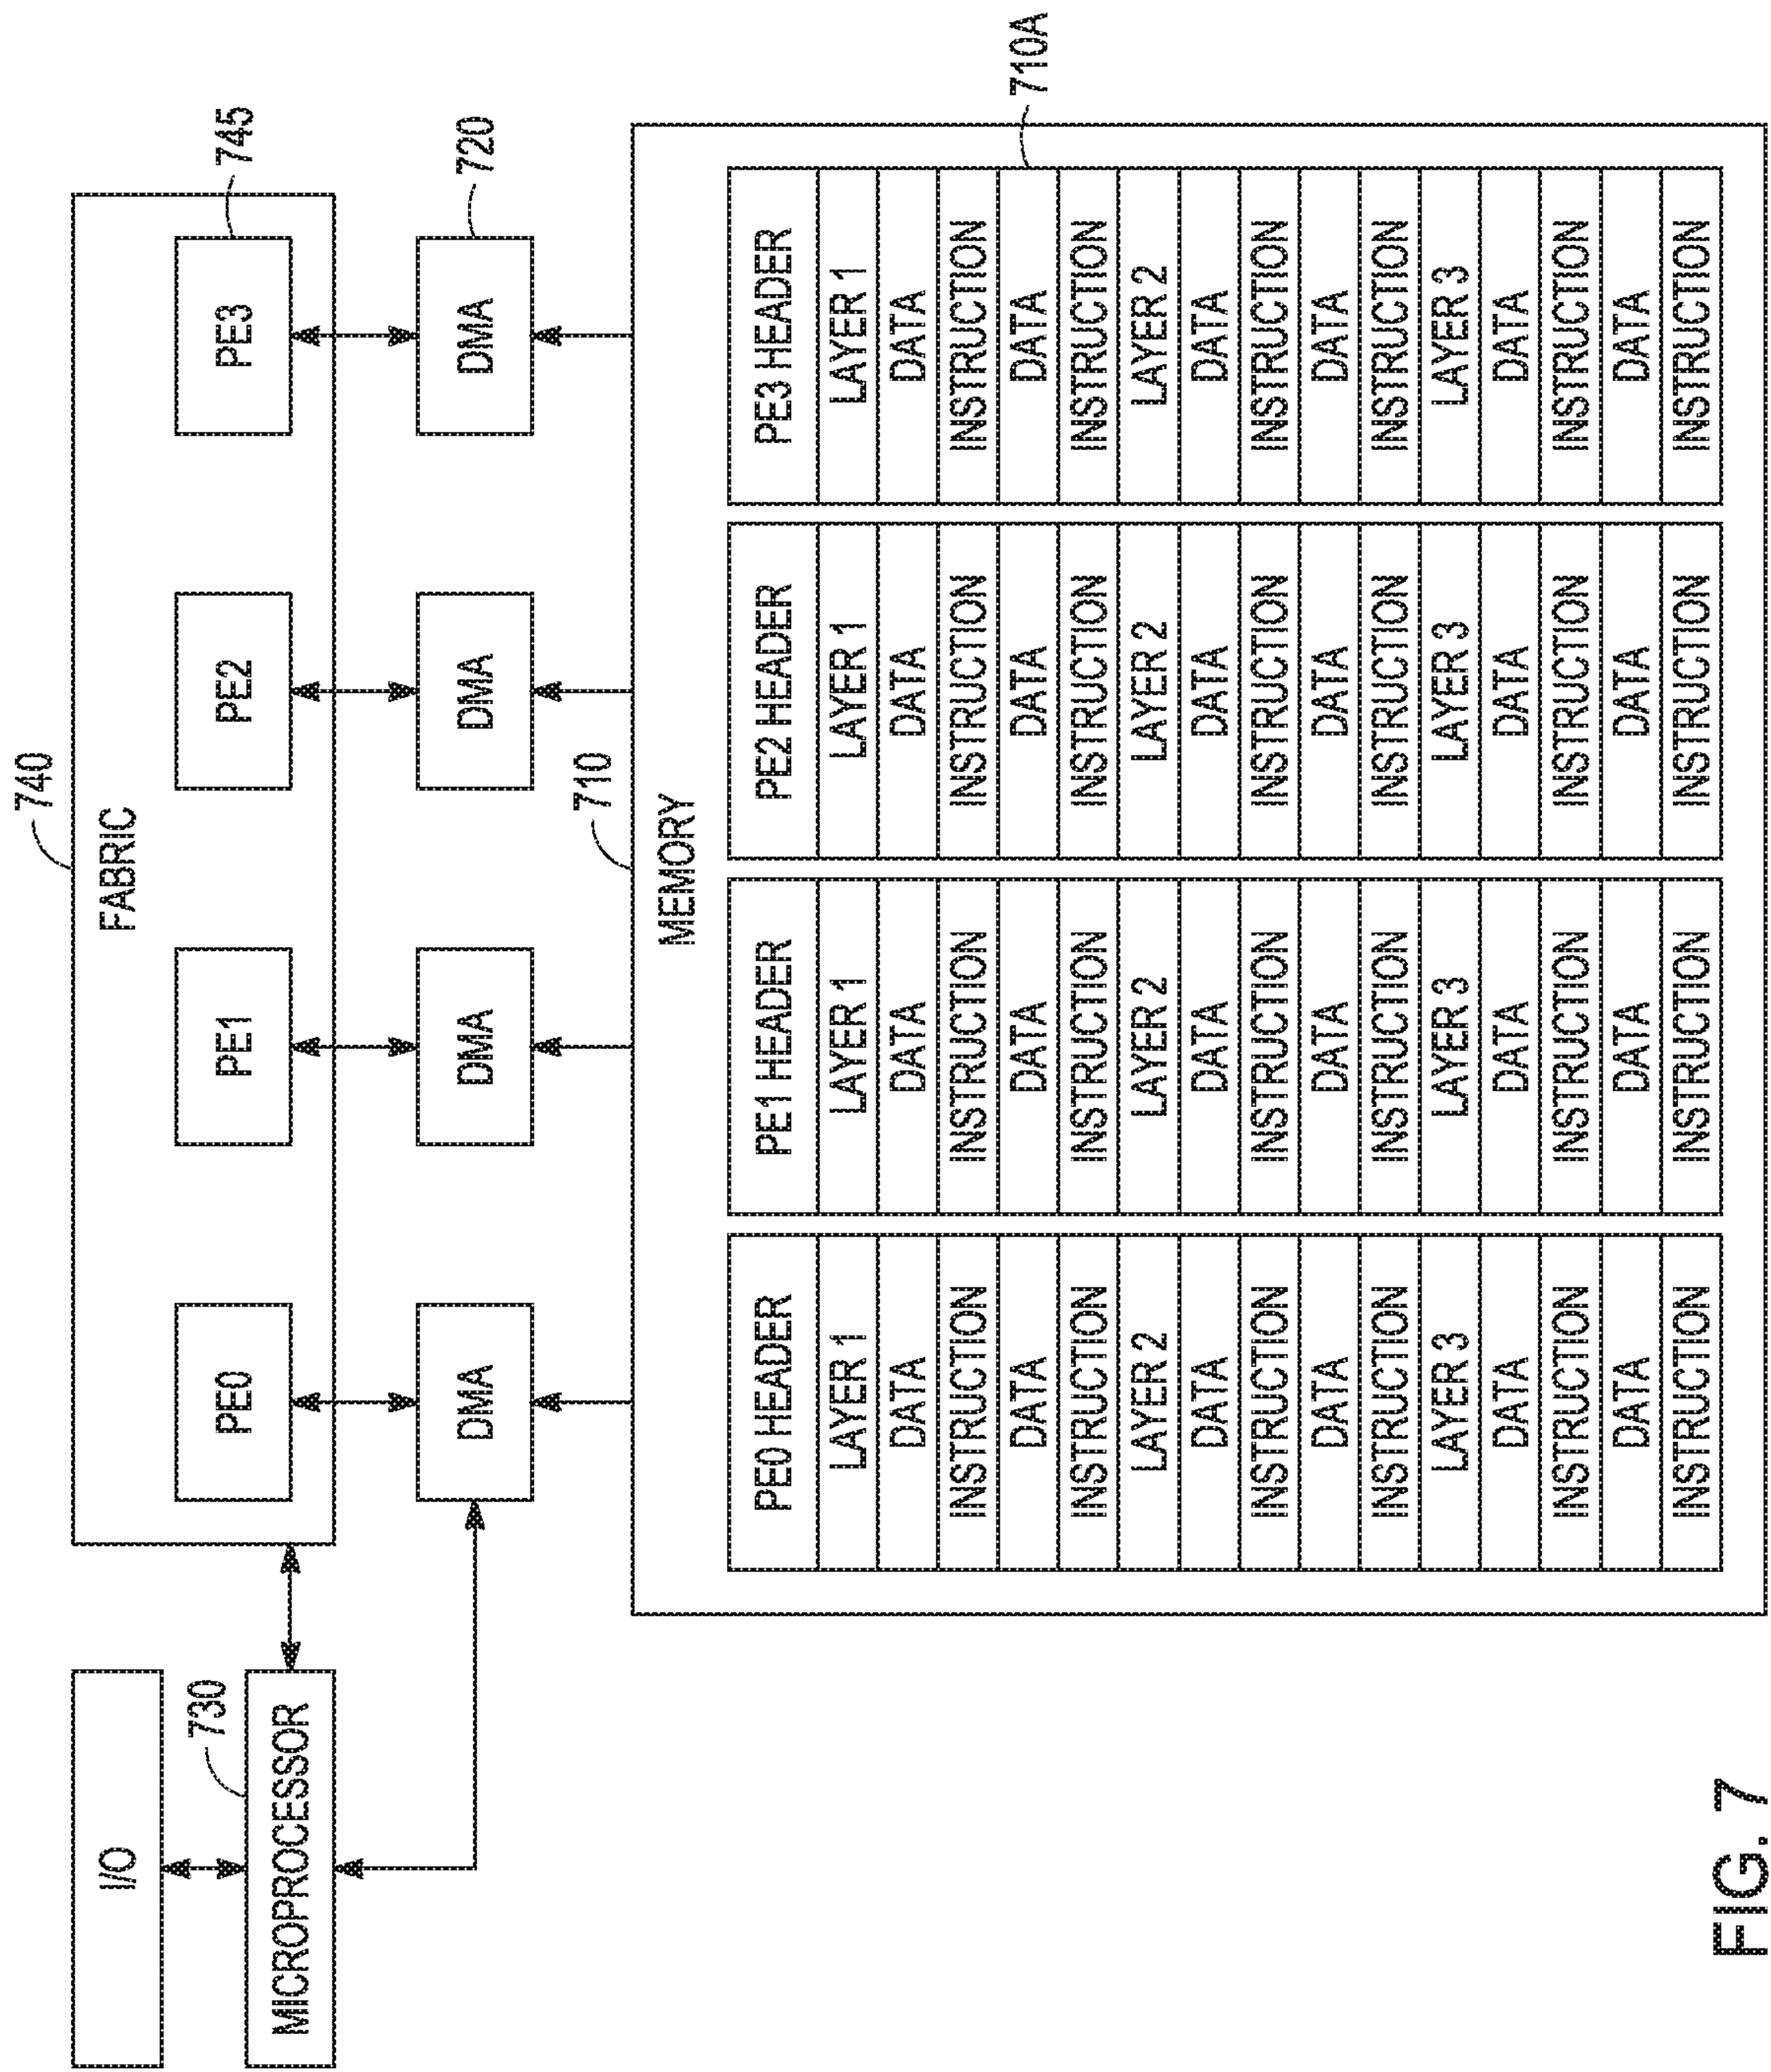 I/O
730
MICROPROCESSOR
740
FABRIC
PE0
PE1
PE2
PE3
745
DMA
DMA
DMA
DMA
720
710
MEMORY
PE0 HEADER
LAYER 1
DATA
INSTRUCTION
DATA
INSTRUCTION
LAYER 2
DATA
INSTRUCTION
DATA
INSTRUCTION
LAYER 3
DATA
INSTRUCTION
DATA
INSTRUCTION
PE1 HEADER
LAYER 1
DATA
INSTRUCTION
DATA
INSTRUCTION
LAYER 2
DATA
INSTRUCTION
DATA
INSTRUCTION
LAYER 3
DATA
INSTRUCTION
DATA
INSTRUCTION
PE2 HEADER
LAYER 1
DATA
INSTRUCTION
DATA
INSTRUCTION
LAYER 2
DATA
INSTRUCTION
DATA
INSTRUCTION
LAYER 3
DATA
INSTRUCTION
DATA
INSTRUCTION
PE3 HEADER
LAYER 1
DATA
INSTRUCTION
DATA
INSTRUCTION
LAYER 2
DATA
INSTRUCTION
DATA
INSTRUCTION
LAYER 3
DATA
INSTRUCTION
DATA
INSTRUCTION
710A
FIG. 7